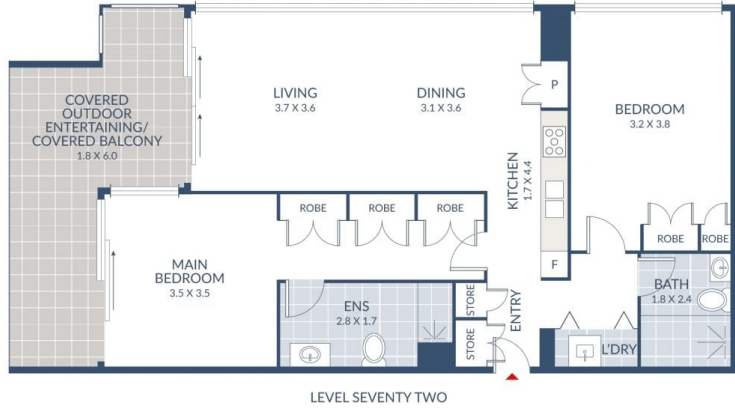 COVERED
OUTDOOR
ENTERTAINING/
COVERED BALCONY
1.8 X 6.0
LIVING
3.7 X 3.6
DINING
3.1 X 3.6
P
BEDROOM
3.2 X 3.8
KITCHEN
1.7 X 4.4
ROBE
ROBE
ROBE
ROBE
ROBE
MAIN
BEDROOM
3.5 X 3.5
F
ENS
2.8 X 1.7
STORE
STORE
ENTRY
BATH
1.8 X 2.4
L'DRY
LEVEL SEVENTY TWO